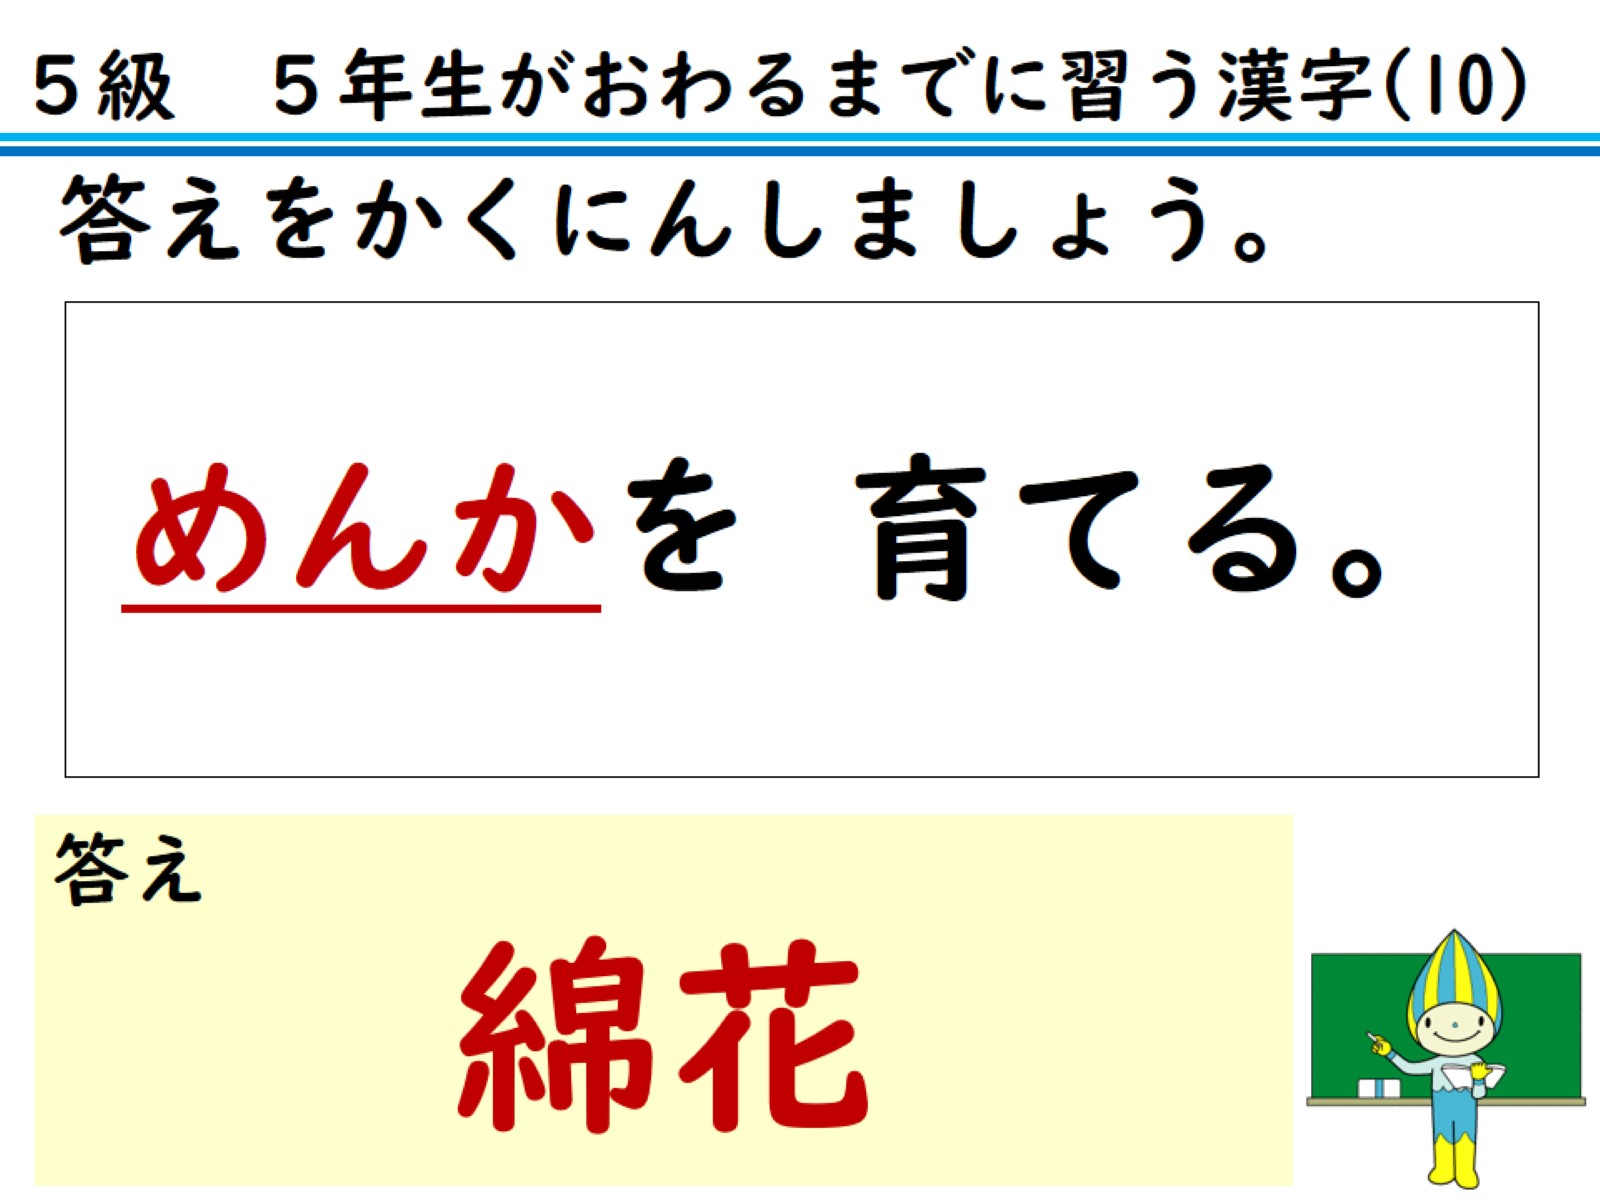 ５級　５年生がおわるまでに習う漢字(10)
答えをかくにんしましょう。
めんかを 育てる。
答え
綿花